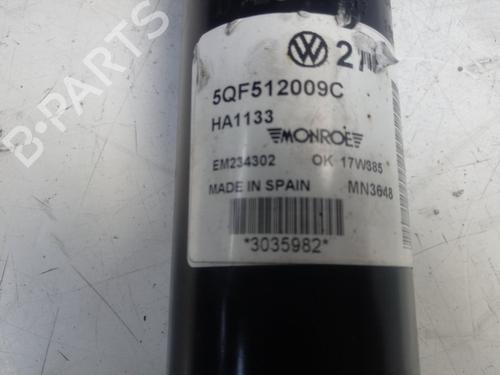 VW 2
5QF512009C
HA1133
MONROE
EM234302 OK 17W385
MADE IN SPAIN MN3648
*3035982*
B-PARTS